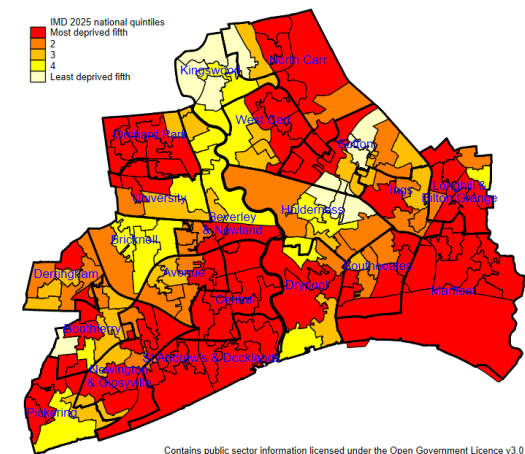 IMD 2025 national quintiles
Most deprived fifth
2
3
4
Least deprived fifth
North Carr
Kingswood
West Carr
Orchard Park
Sutton
Ings
Longhill &
Bilton Grange
University
Holderness
Beverley
& Newland
Bricknell
Derringham
Avenue
Southcoates
Drypool
Marfleet
Central
Boothferry
St Andrew's & Docklands
Newington
& Gipsyville
Pickering
Contains public sector information licensed under the Open Government Licence v3.0